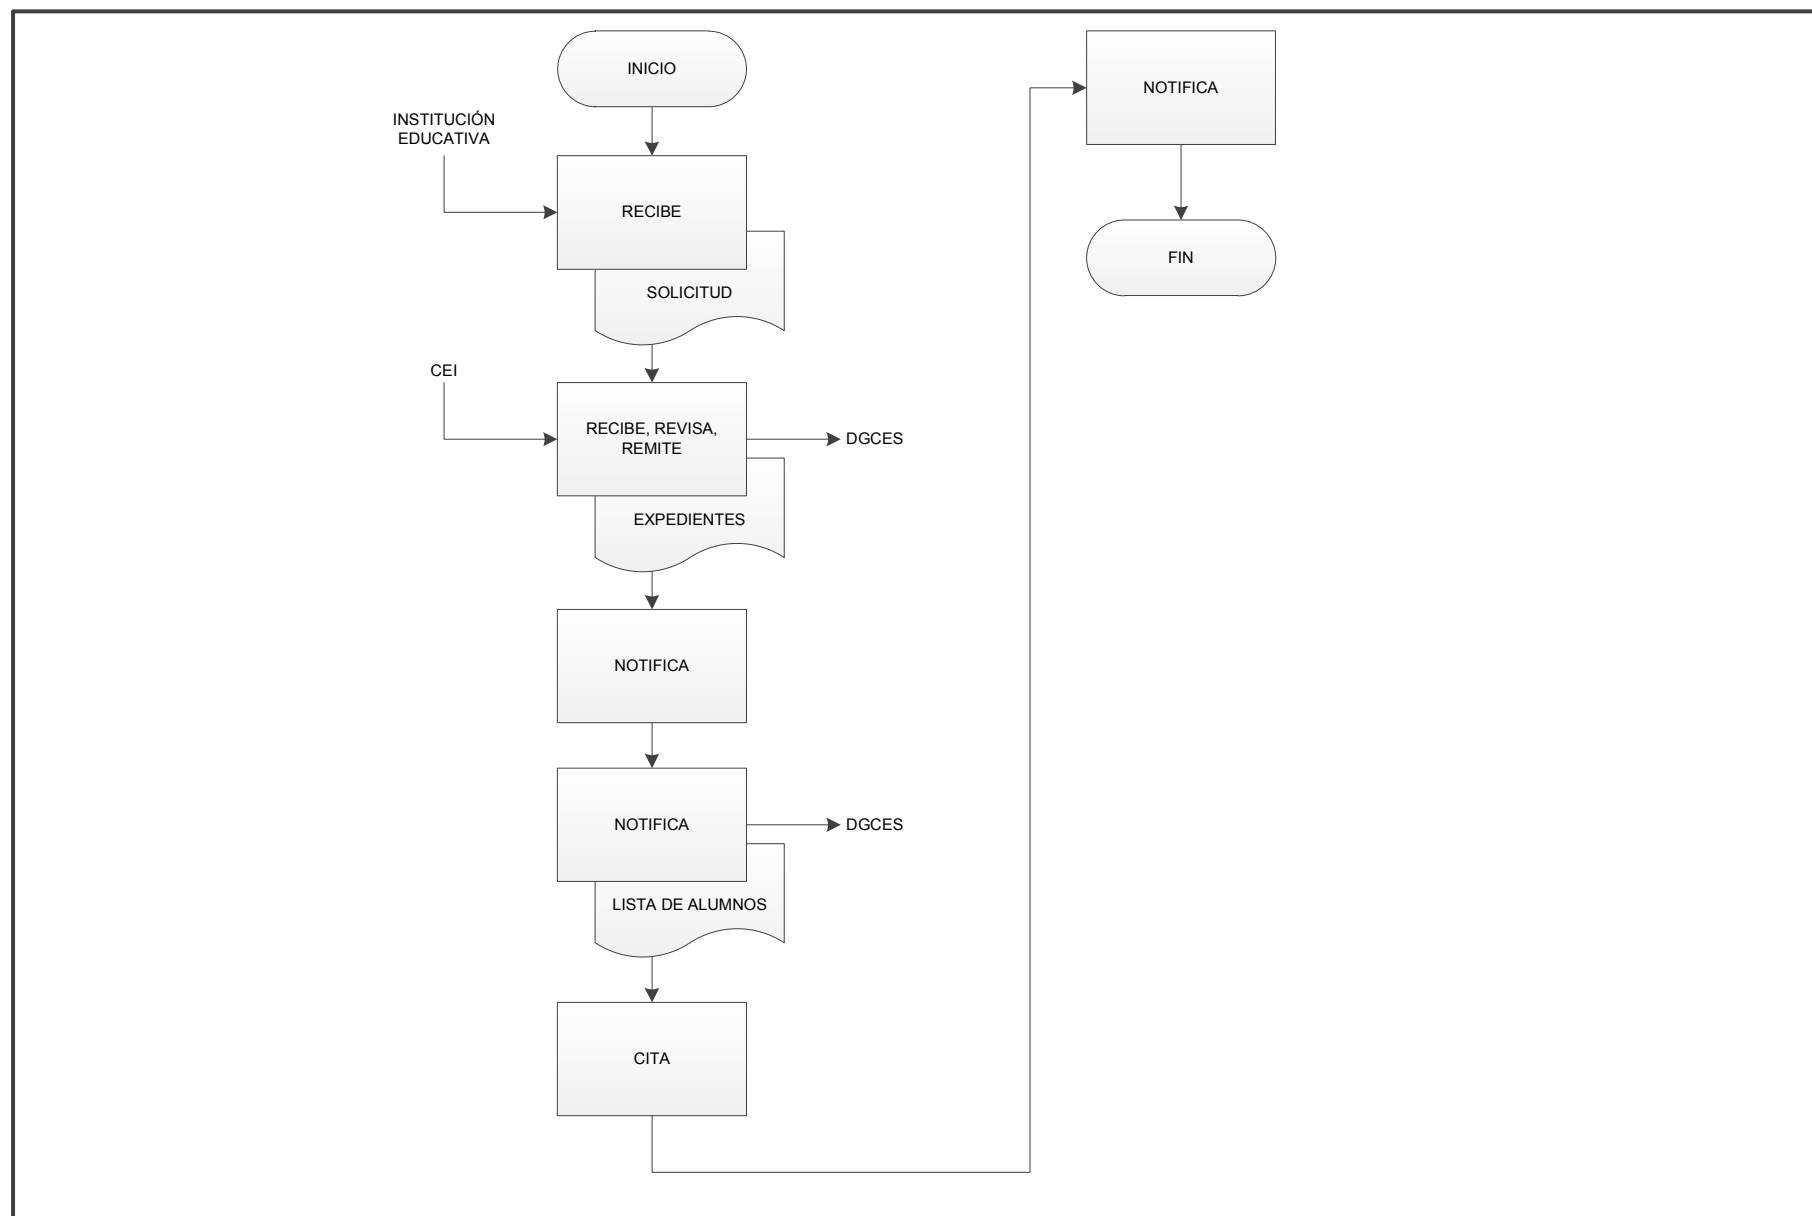 INICIO
INSTITUCIÓN
EDUCATIVA
RECIBE
SOLICITUD
CEI
RECIBE, REVISA,
REMITE
DGCES
EXPEDIENTES
NOTIFICA
NOTIFICA
DGCES
LISTA DE ALUMNOS
CITA
NOTIFICA
FIN